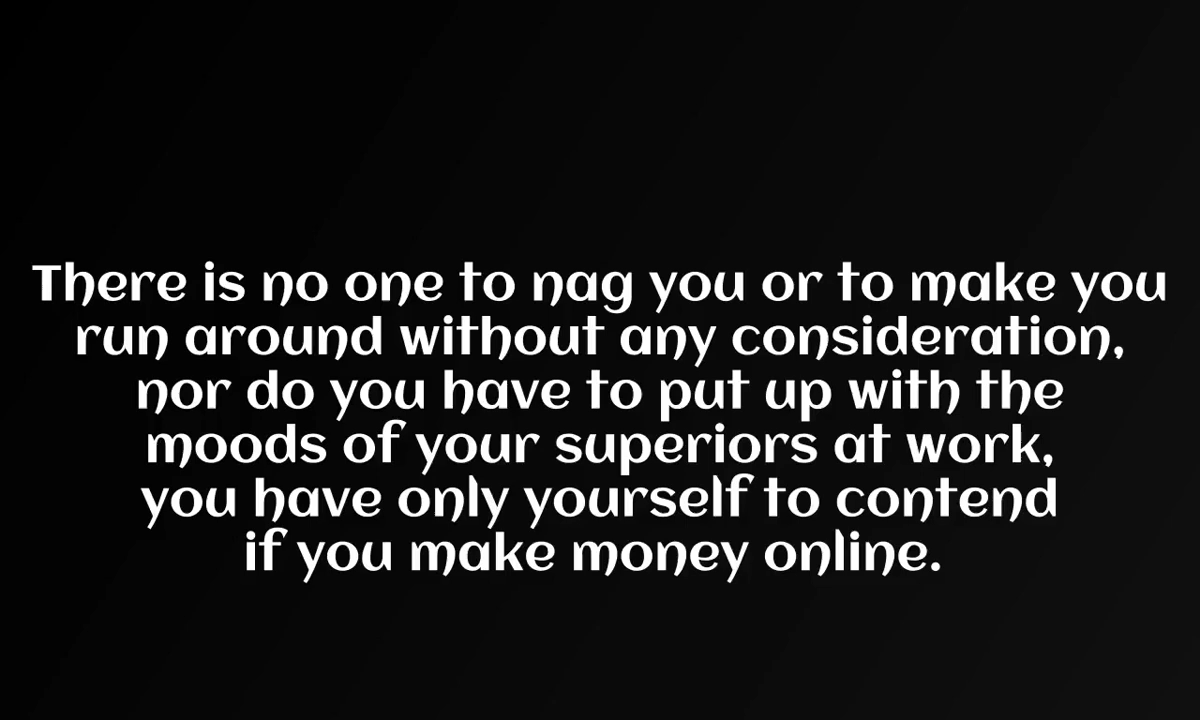 There is no one to nag you or to make you
run around without any consideration,
nor do you have to put up with the
moods of your superiors at work,
you have only yourself to contend
if you make money online.